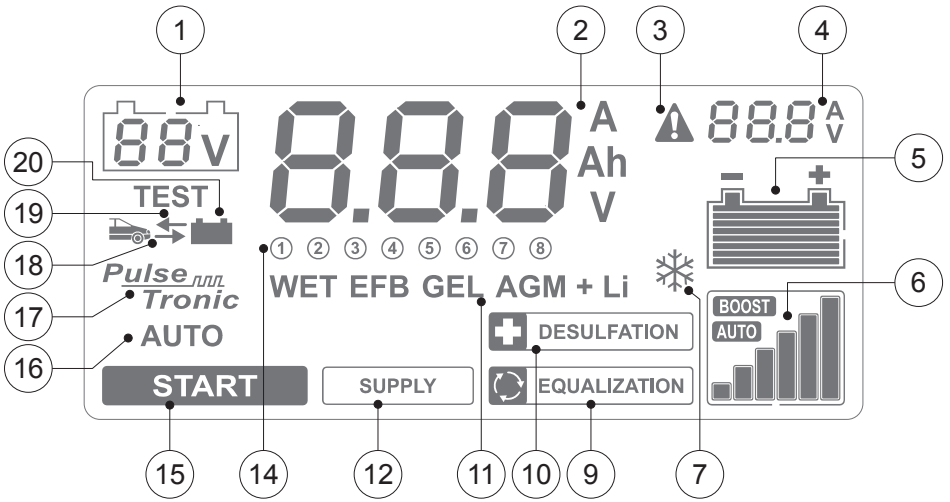 1
2
3
4
88 V
8.8.8
A
Ah
V
88.8
A
V
5
20
TEST
- +
19
18
1 2 3 4 5 6 7 8
Pulse
Tronic
WET EFB GEL AGM + Li
17
BOOST
6
AUTO
AUTO
DESULFATION
16
START
SUPPLY
EQUALIZATION
15
14
12
11
10
9
7